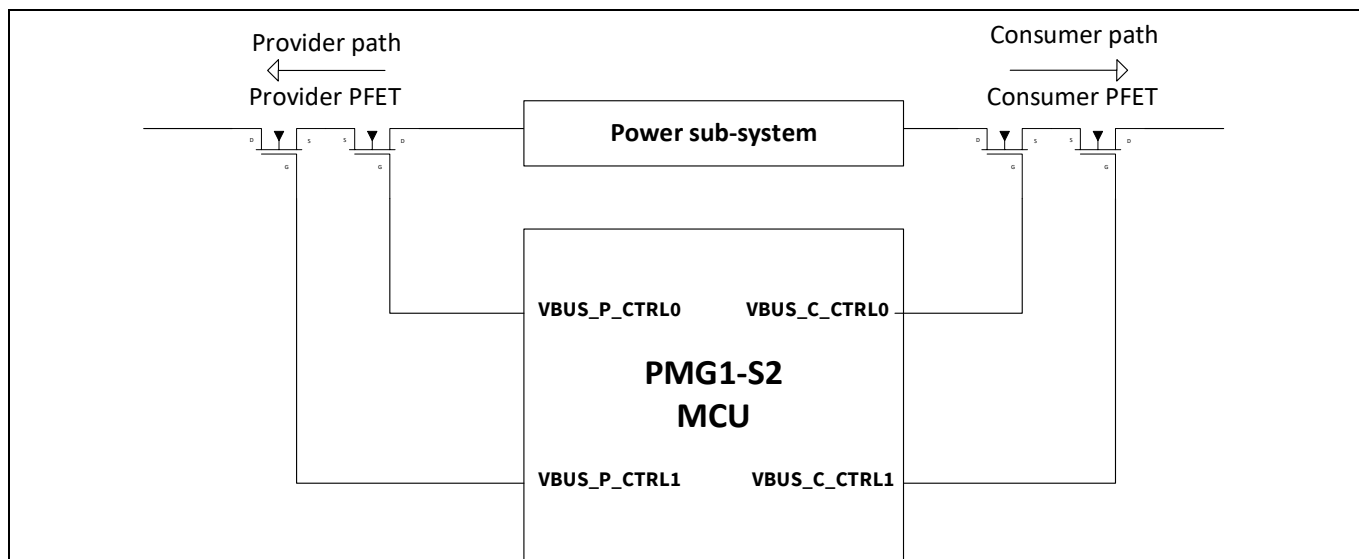 Provider path
Consumer path
Provider PFET
Consumer PFET
Power sub-system
D S S D
D S S D
G G
G G
VBUS_P_CTRL0 VBUS_C_CTRL0
PMG1-S2
MCU
VBUS_P_CTRL1 VBUS_C_CTRL1